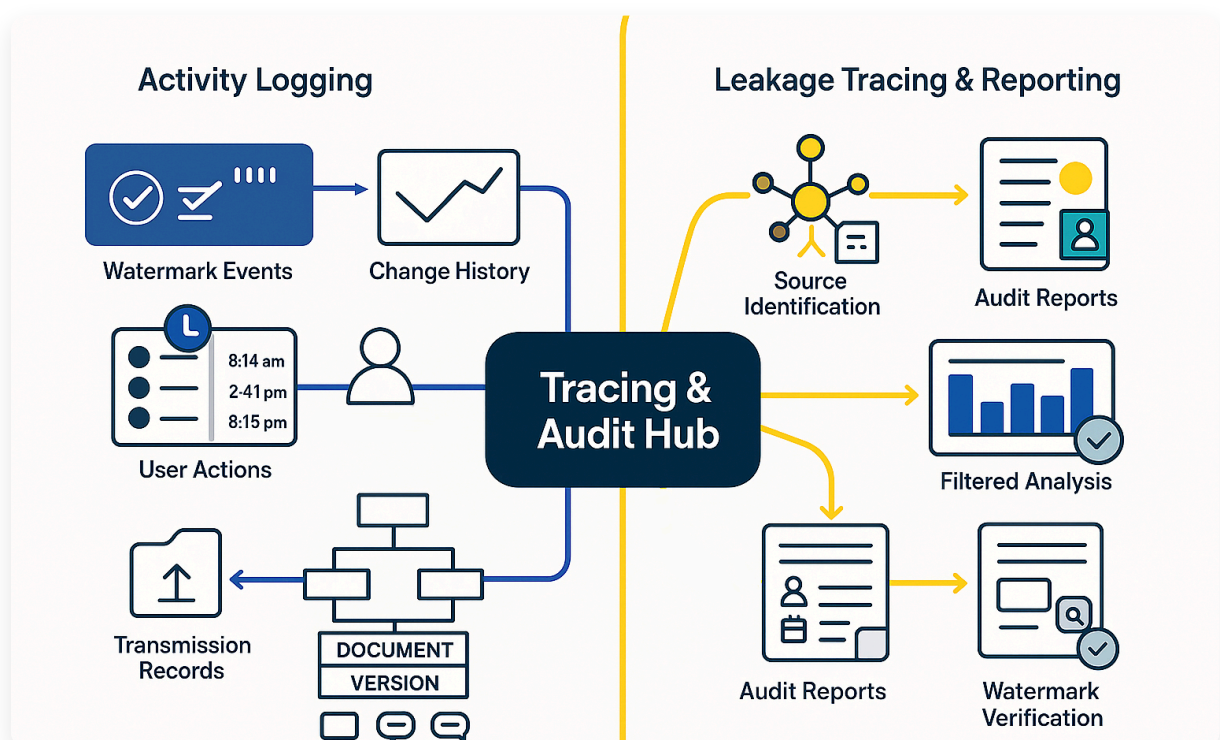 Activity Logging
Watermark Events
Change History
8:14 am
2-41 pm
8:15 pm
User Actions
Transmission
Records
DOCUMENT
VERSION
Tracing &
Audit Hub
Leakage Tracing & Reporting
Source
Identification
Audit Reports
Filtered Analysis
Audit Reports
Watermark
Verification